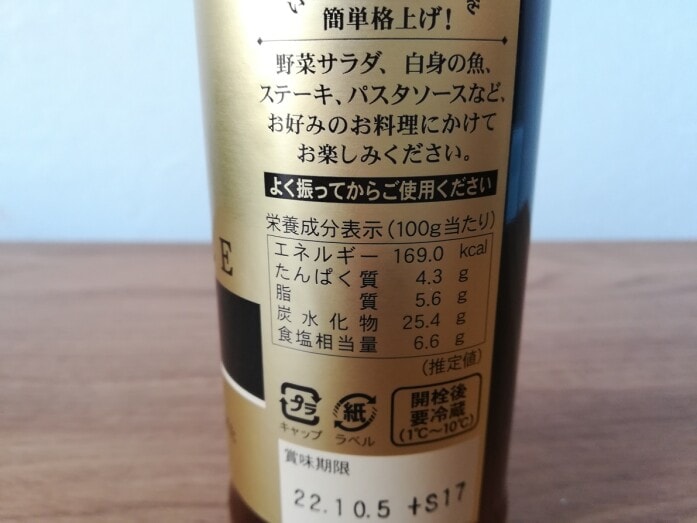 簡単格上げ！
野菜サラダ、白身の魚、
ステーキ、パスタソースなど、
お好みのお料理にかけて
お楽しみください。
よく振ってからご使用ください
栄養成分表示(100g当たり)
エネルギー 169.0 kcal
たんぱく質 4.3 g
脂質 5.6 g
炭水化物 25.4 g
食塩相当量 6.6 g
(推定値)
プラ
キャップ
紙
ラベル
開栓後
要冷蔵
(1℃〜10℃)
賞味期限
22.10.5 +S17